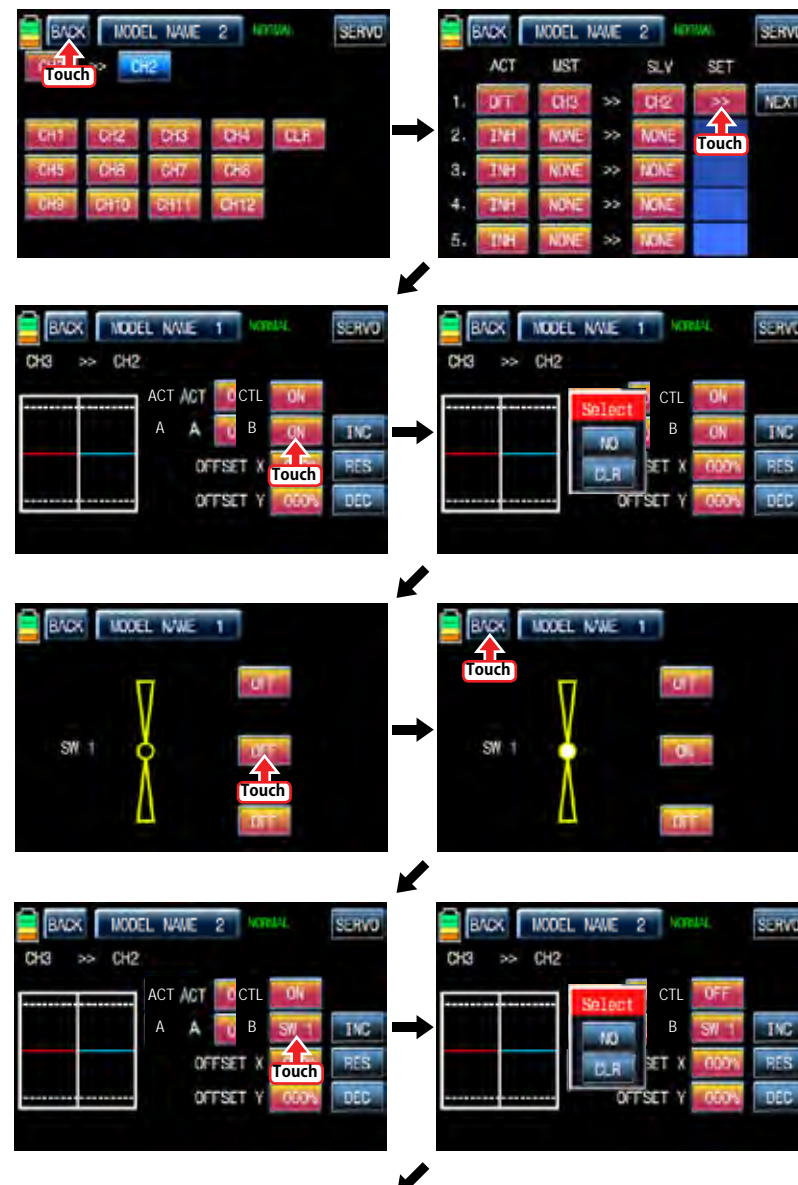 BACK MODEL NAME 2 NORMAL SERVO
>> CH2
Touch
CH1 CH2 CH3 CH4 CLR
CH5 CH6 CH7 CH8
CH9 CH10 CH11 CH12
BACK MODEL NAME 2 NORMAL SERVO
ACT MST SLV SET
1. OFF CH3 >> CH2 >> NEXT
2. INH NONE >> NONE
Touch
3. INH NONE >> NONE
4. INH NONE >> NONE
5. INH NONE >> NONE
BACK MODEL NAME 1 NORMAL SERVO
CH3 >> CH2
ACT ACT CTL ON
A A B ON INC
OFFSET X RES
Touch
OFFSET Y 000% DEC
BACK MODEL NAME 1 NORMAL SERVO
CH3 >> CH2
Select
CTL ON
NO
B ON INC
CLR
SET X 000% RES
OFFSET Y 000% DEC
BACK MODEL NAME 1
OFF
SW 1 OFF
Touch
OFF
BACK MODEL NAME 1
Touch
OFF
SW 1 ON
OFF
BACK MODEL NAME 2 NORMAL SERVO
CH3 >> CH2
ACT ACT CTL ON
A A B SW 1 INC
OFFSET X RES
Touch
OFFSET Y 000% DEC
BACK MODEL NAME 2 NORMAL SERVO
CH3 >> CH2
Select
CTL OFF
NO
B SW 1 INC
CLR
SET X 000% RES
OFFSET Y 000% DEC